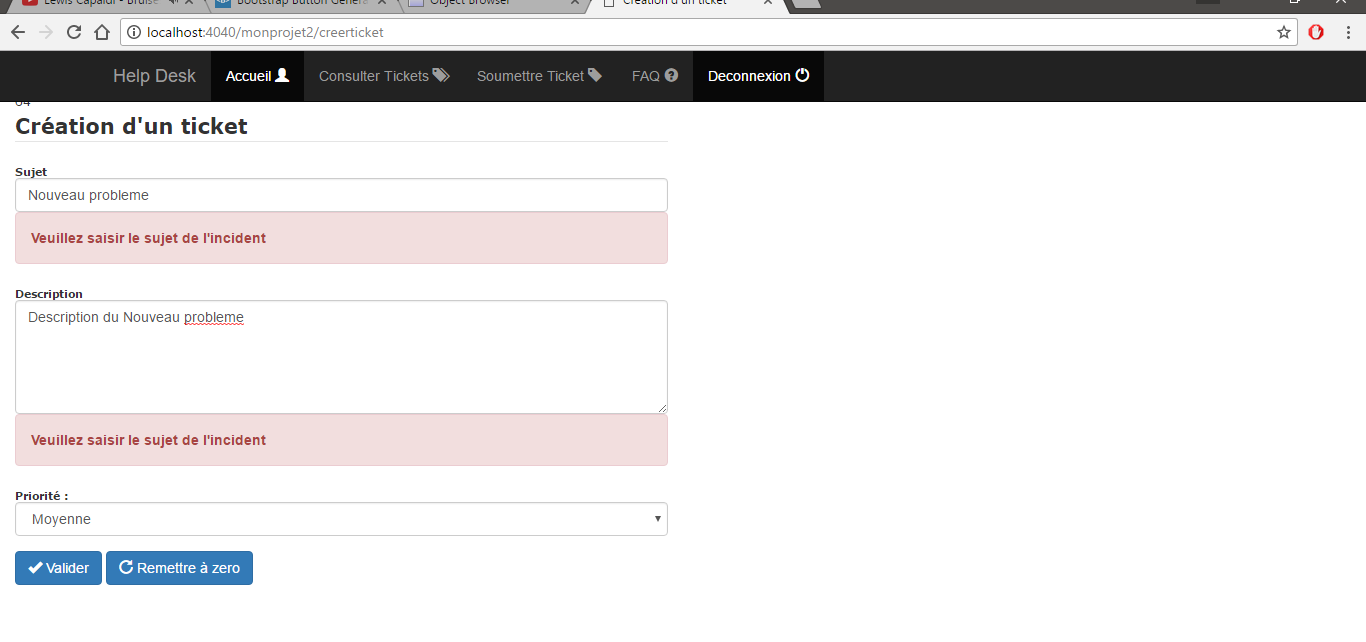 Lewis Capaldi - Bruise
Bootstrap Button Genera
Object Browser
Création d'un ticket
localhost:4040/monprojet2/creerticket
Help Desk Accueil Consulter Tickets Soumettre Ticket FAQ Deconnexion
Création d'un ticket
Sujet
Nouveau probleme
Veuillez saisir le sujet de l'incident
Description
Description du Nouveau probleme
Veuillez saisir le sujet de l'incident
Priorité :
Moyenne
Valider Remettre à zero